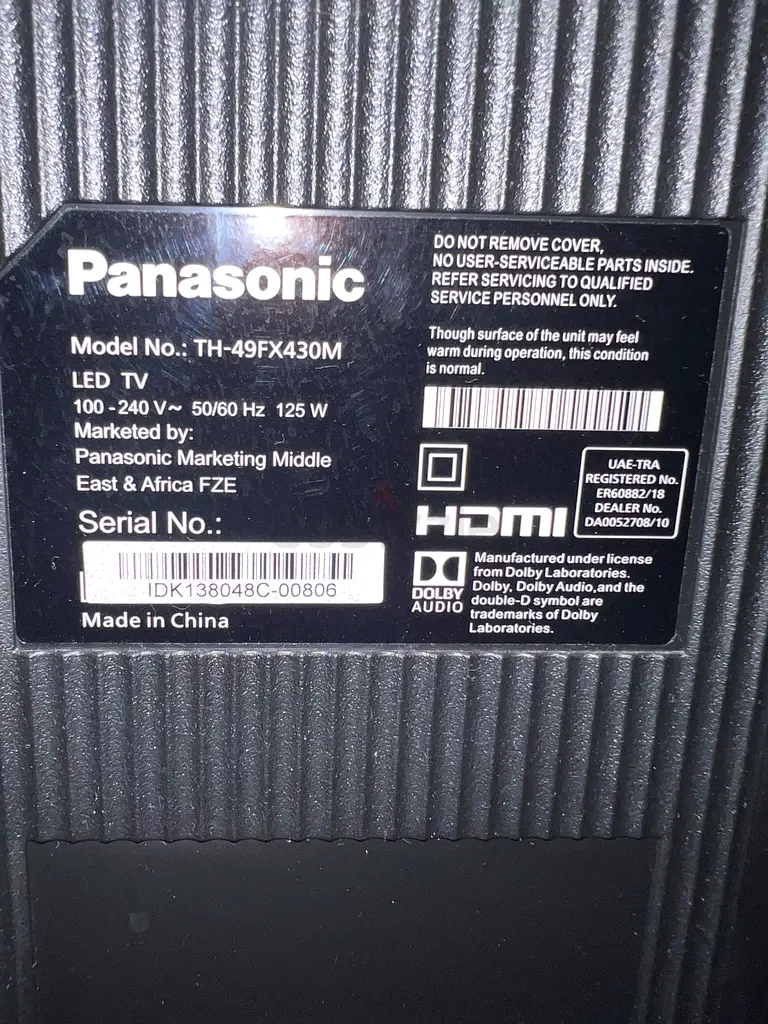 Panasonic
Model No.: TH-49FX430M
LED TV
100 - 240 V~ 50/60 Hz 125 W
Marketed by:
Panasonic Marketing Middle
East & Africa FZE
Serial No.:
IDK138048C-00806
Made in China
DO NOT REMOVE COVER,
NO USER-SERVICEABLE PARTS INSIDE.
REFER SERVICING TO QUALIFIED
SERVICE PERSONNEL ONLY.
Though surface of the unit may feel
warm during operation, this condition
is normal.
UAE-TRA
REGISTERED No.
ER60882/18
DEALER No.
DA0052708/10
HDMI
DOLBY
AUDIO
Manufactured under license
from Dolby Laboratories.
Dolby, Dolby Audio,and the
double-D symbol are
trademarks of Dolby
Laboratories.